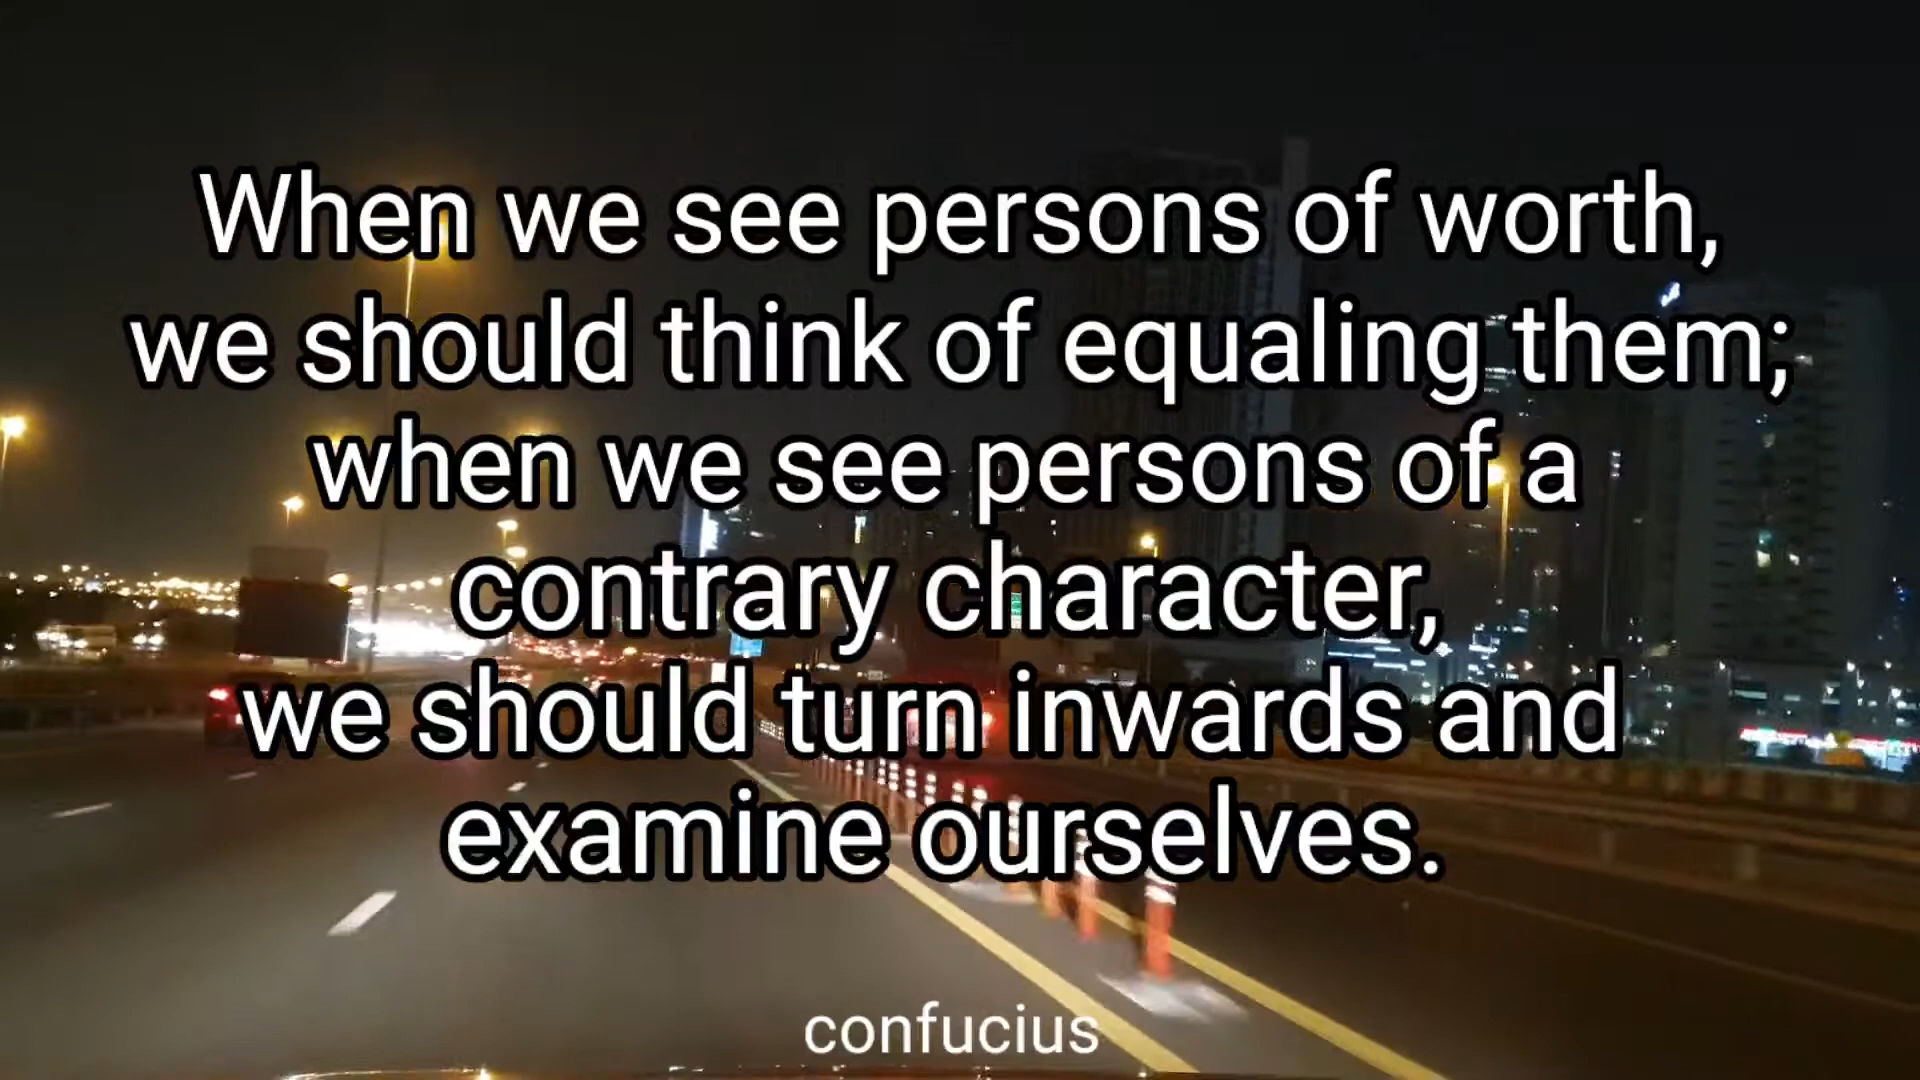 When we see persons of worth,
we should think of equaling them;
when we see persons of a
contrary character,
we should turn inwards and
examine ourselves.
confucius